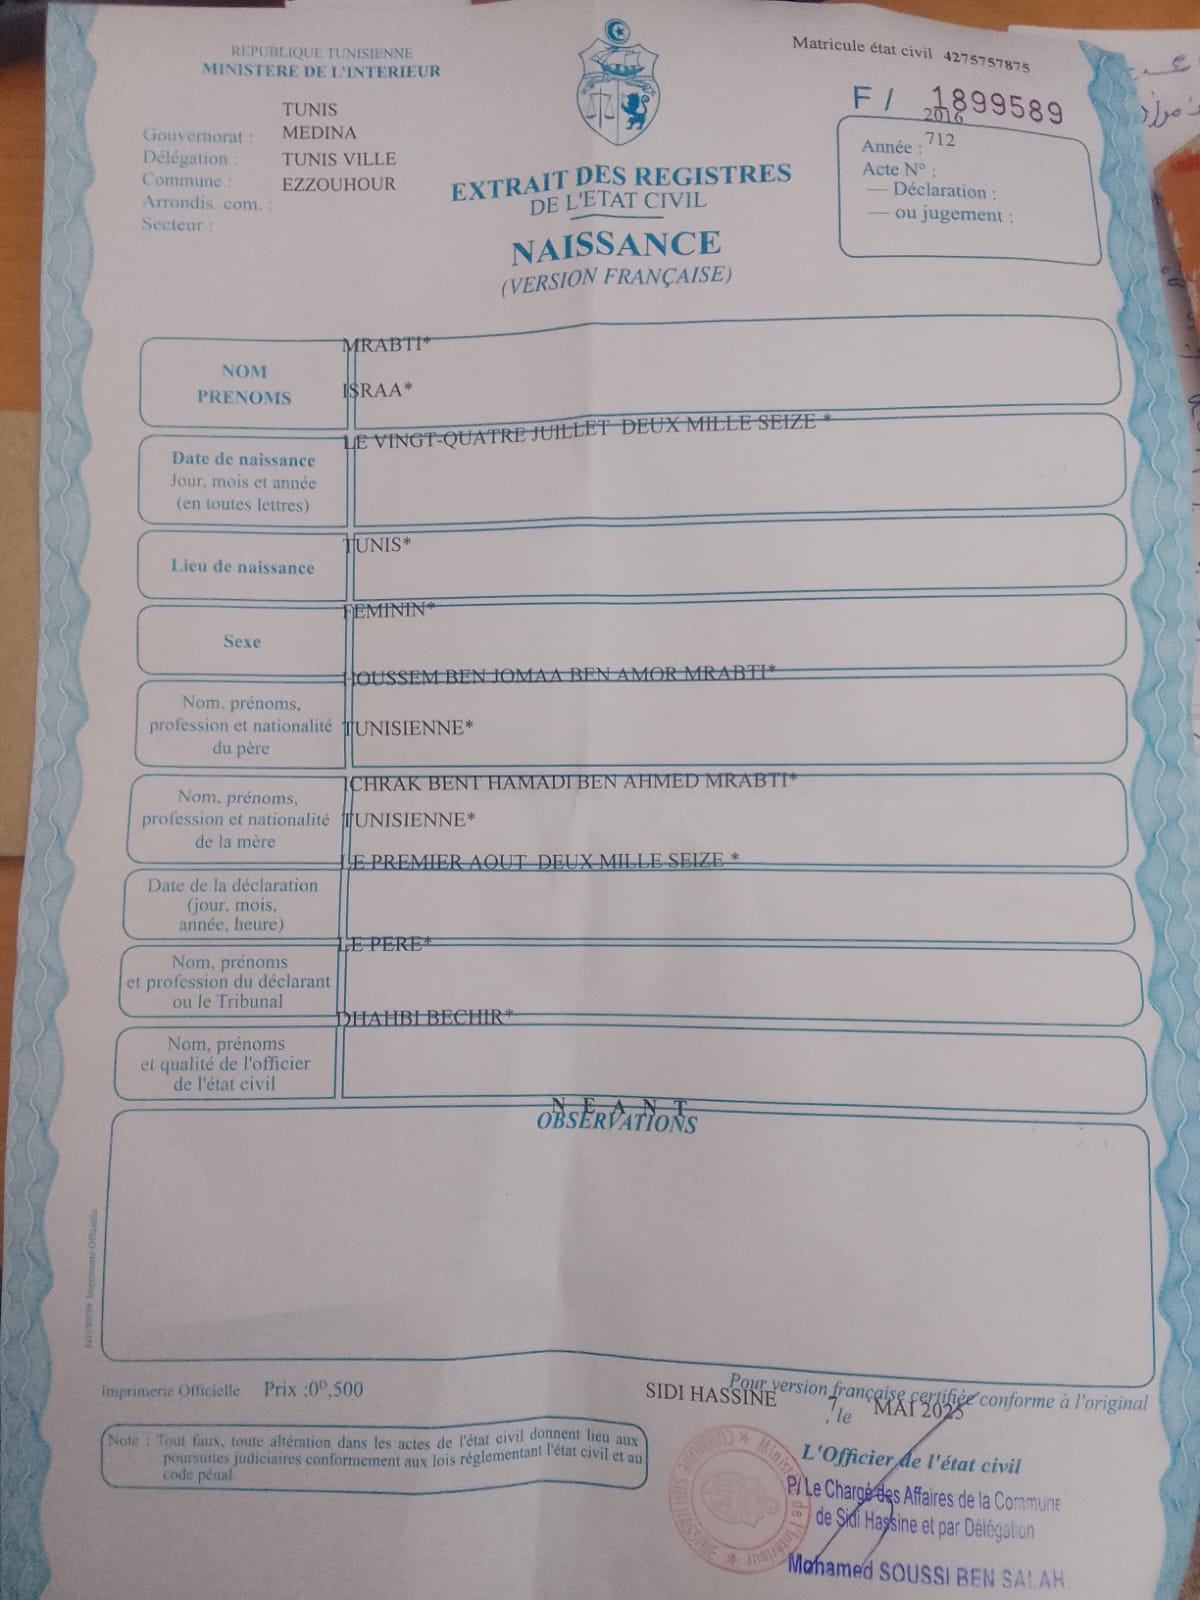 REPUBLIQUE TUNISIENNE
MINISTERE DE L'INTERIEUR
Matricule état civil 4275757875
F / 1899589
TUNIS
Gouvernorat : MEDINA
Délégation : TUNIS VILLE
Commune : EZZOUHOUR
Arrondis. com. :
Secteur :
EXTRAIT DES REGISTRES
DE L'ETAT CIVIL
NAISSANCE
(VERSION FRANÇAISE)
2016
Année : 712
Acte N° :
— Déclaration :
— ou jugement :
NOM
PRENOMS
MRABTI*
ISRAA*
LE VINGT-QUATRE JUILLET DEUX MILLE SEIZE *
Date de naissance
Jour, mois et année
(en toutes lettres)
TUNIS*
Lieu de naissance
FEMININ*
Sexe
HOUSSEM BEN JOMAA BEN AMOR MRABTI*
Nom, prénoms,
profession et nationalité
du père
TUNISIENNE*
ICHRAK BENT HAMADI BEN AHMED MRABTI*
Nom, prénoms,
profession et nationalité
de la mère
TUNISIENNE*
LE PREMIER AOUT DEUX MILLE SEIZE *
Date de la déclaration
(jour, mois,
année, heure)
LE PERE*
Nom, prénoms
et profession du déclarant
ou le Tribunal
DHAHBI BECHIR*
Nom, prénoms
et qualité de l'officier
de l'état civil
N E A N T
OBSERVATIONS
Imprimerie Officielle
Imprimerie Officielle Prix :0ᴰ,500
Pour version française certifiée conforme à l'original
SIDI HASSINE
, le 7 MAI 2025
Note : Tout faux, toute altération dans les actes de l'état civil donnent lieu aux
poursuites judiciaires conformement aux lois réglementant l'état civil et au
code pénal
L'Officier de l'état civil
P/ Le Chargé des Affaires de la Commune
de Sidi Hassine et par Délégation
Mohamed SOUSSI BEN SALAH
★ Ministère de l'Intérieur ★ COMMUNE SIDI HASSINE